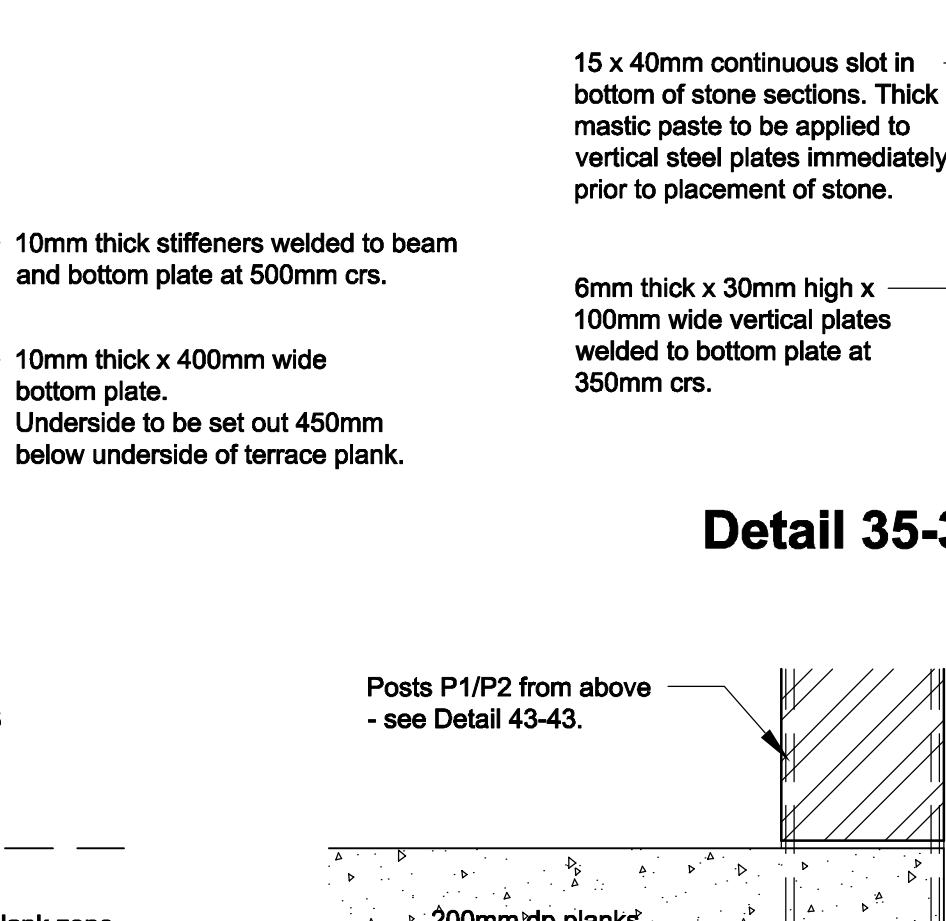 15 x 40mm continuous slot in
bottom of stone sections. Thick
mastic paste to be applied to
vertical steel plates immediately
prior to placement of stone.
10mm thick stiffeners welded to beam
and bottom plate at 500mm crs.
6mm thick x 30mm high x
100mm wide vertical plates
welded to bottom plate at
350mm crs.
10mm thick x 400mm wide
bottom plate.
Underside to be set out 450mm
below underside of terrace plank.
Detail 35-3
Posts P1/P2 from above
- see Detail 43-43.
200mm dp planks
zone